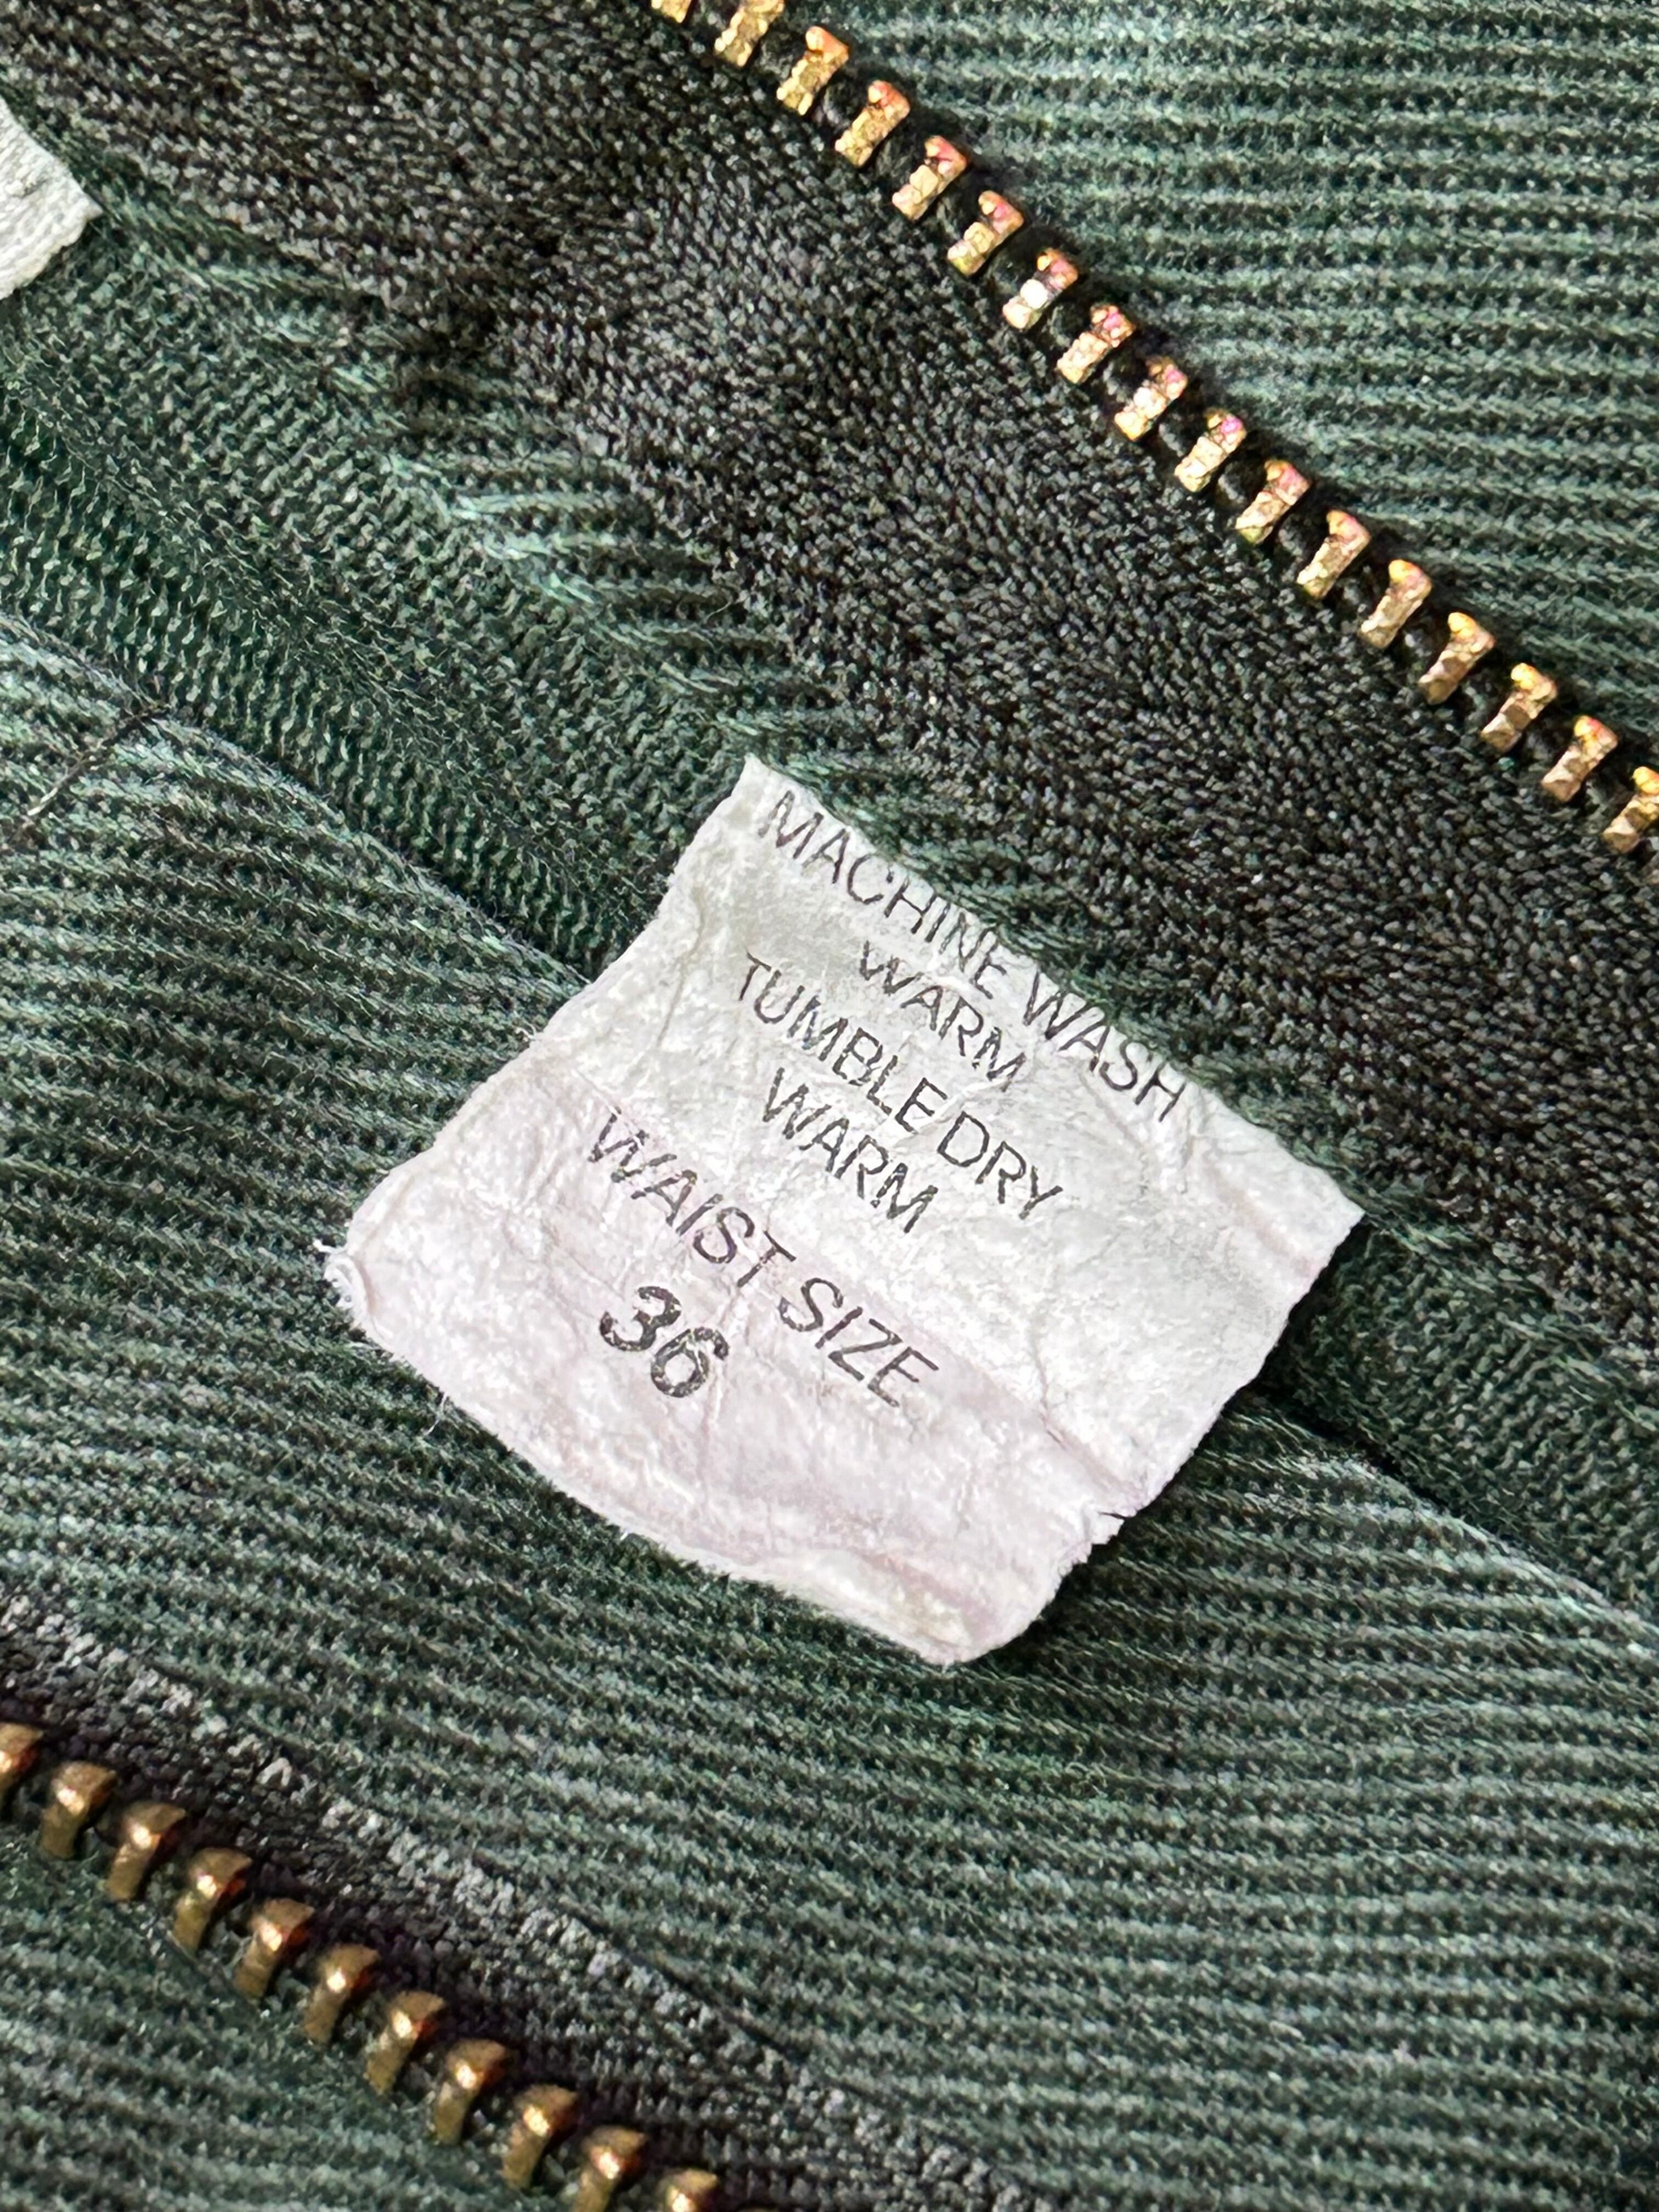 MACHINE WASH
WARM
TUMBLE DRY
WARM
WAIST SIZE
36